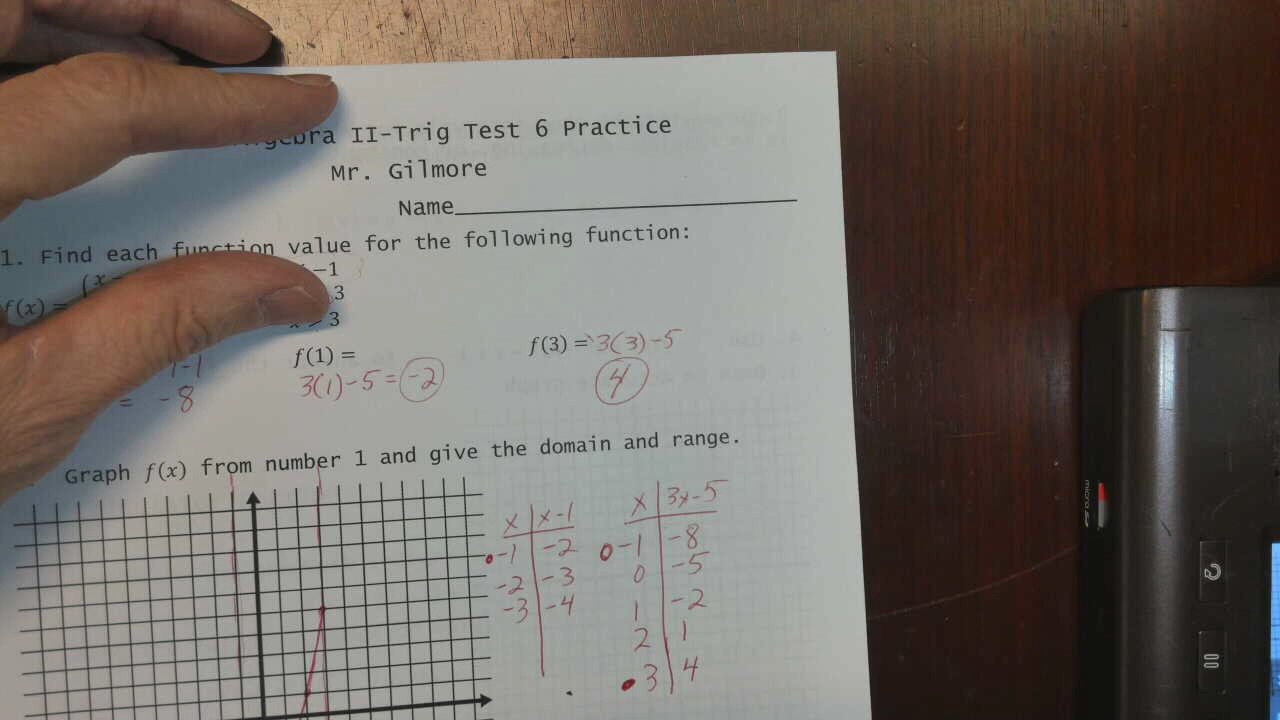 II-Trig Test 6 Practice
Mr. Gilmore
Name
1. Find each function value for the following function:
f(x) = {x −1
3
x > 3
f(1) = f(3) = 3(3)-5
1-1 3(1)-5 = -2 4
= -8
Graph f(x) from number 1 and give the domain and range.
x x-1 x 3x-5
-1 -2 -1 -8
-2 -3 0 -5
-3 -4 1 -2
2 1
3 4
micro